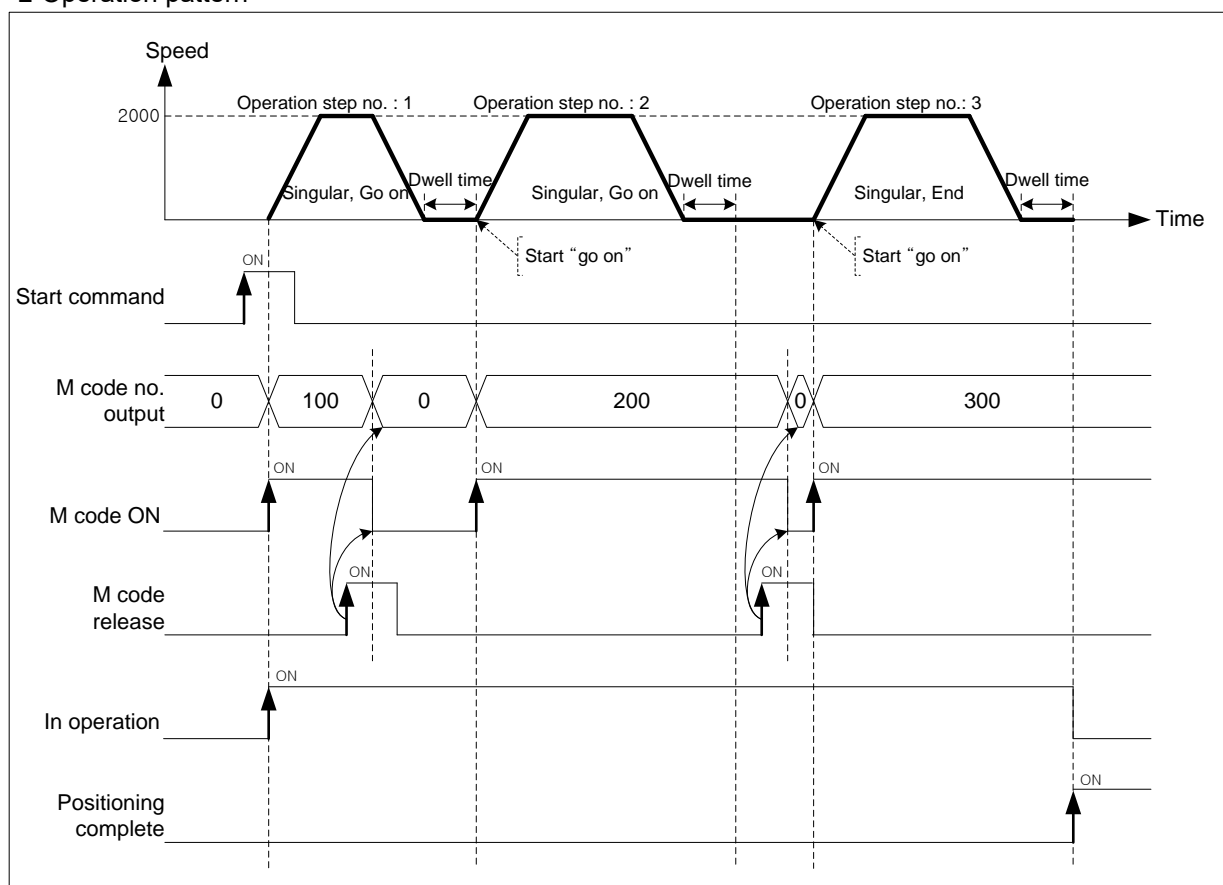 Speed
Operation step no. : 1
Operation step no. : 2
Operation step no.: 3
2000
Dwell time
Dwell time
Dwell time
Singular, Go on
Singular, Go on
Singular, End
Time
Start “go on”
Start “go on”
ON
Start command
M code no.
output
0
100
0
200
0
300
ON
ON
ON
M code ON
ON
ON
M code
release
ON
In operation
ON
Positioning
complete